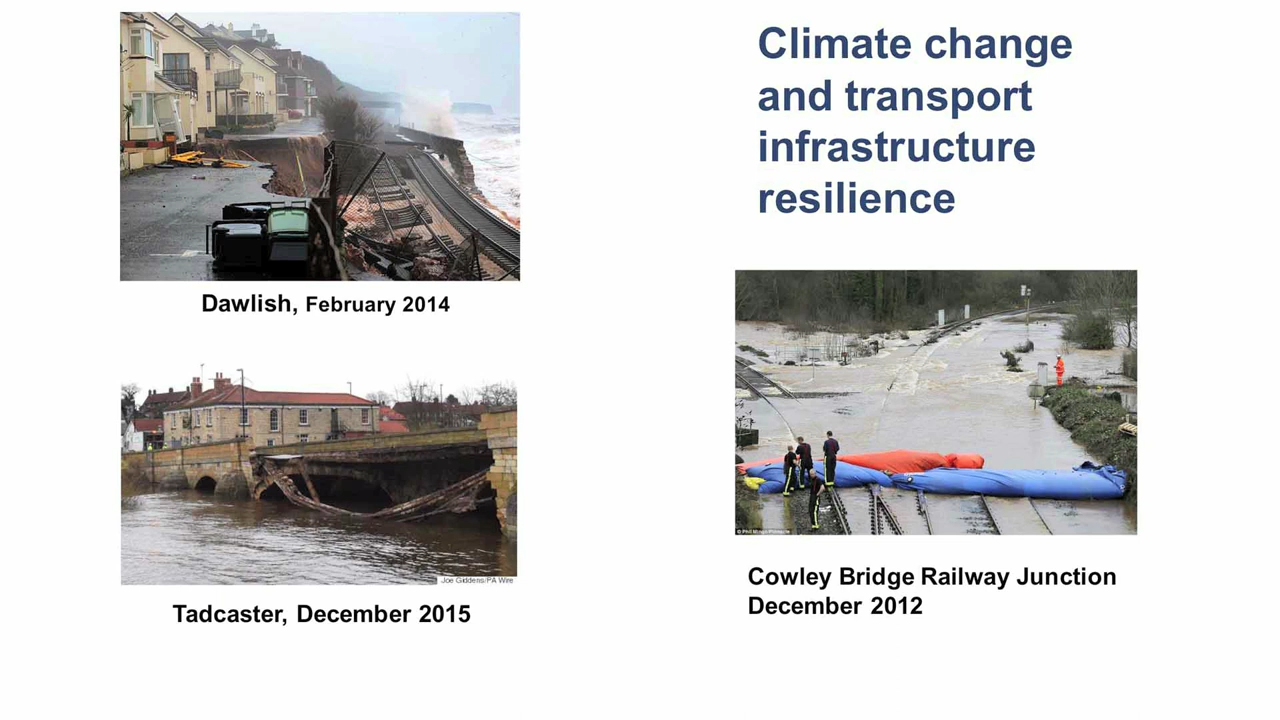 Climate change
and transport
infrastructure
resilience
Dawlish, February 2014
Joe Giddens/PA Wire
Tadcaster, December 2015
Cowley Bridge Railway Junction
December 2012